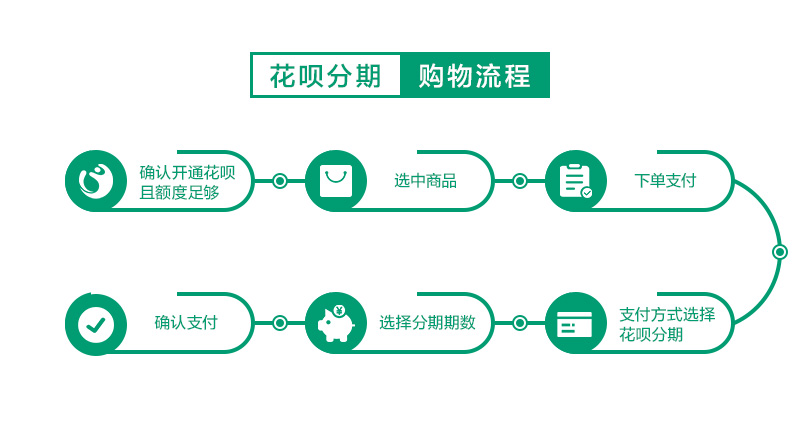 花呗分期 购物流程
确认开通花呗
且额度足够
选中商品
下单支付
支付方式选择
花呗分期
选择分期期数
¥
确认支付